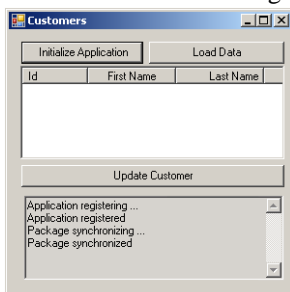 Customers
Initialize Application Load Data
Id First Name Last Name
Update Customer
Application registering ...
Application registered
Package synchronizing ...
Package synchronized